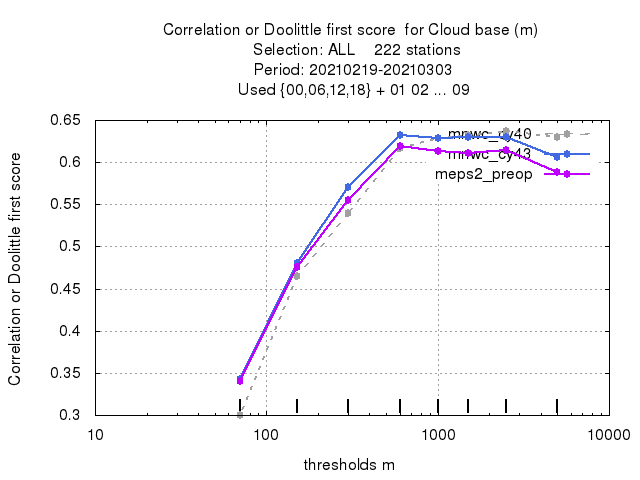 Correlation or Doolittle first score  for Cloud base (m)
Selection: ALL    222 stations
Period: 20210219-20210303
Used {00,06,12,18} + 01 02 ... 09
mnwc_cy40
mnwc_cy43
meps2_preop
Correlation or Doolittle first score
0.65
0.6
0.55
0.5
0.45
0.4
0.35
0.3
10
100
1000
10000
thresholds m